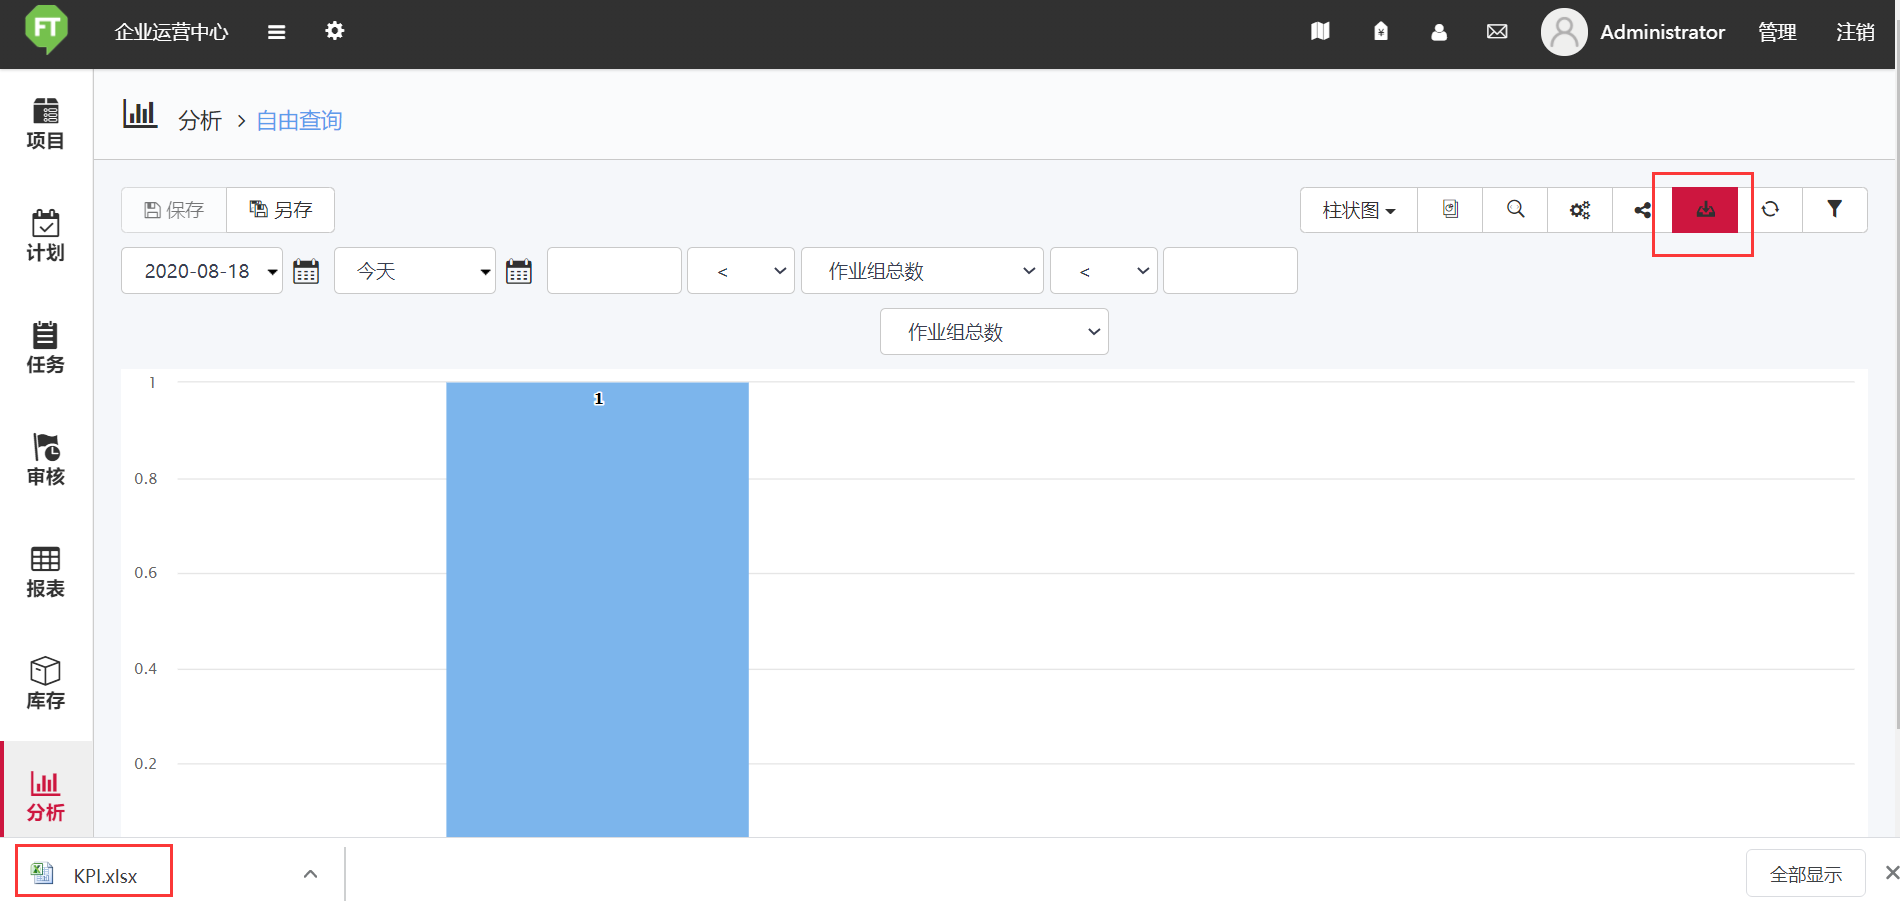 FT 企业运营中心 Administrator 管理 注销
分析 > 自由查询
项目
计划
任务
审核
报表
库存
分析
保存 另存 柱状图
2020-08-18 今天 < 作业组总数 <
作业组总数
1
1
0.8
0.6
0.4
0.2
KPI.xlsx 全部显示